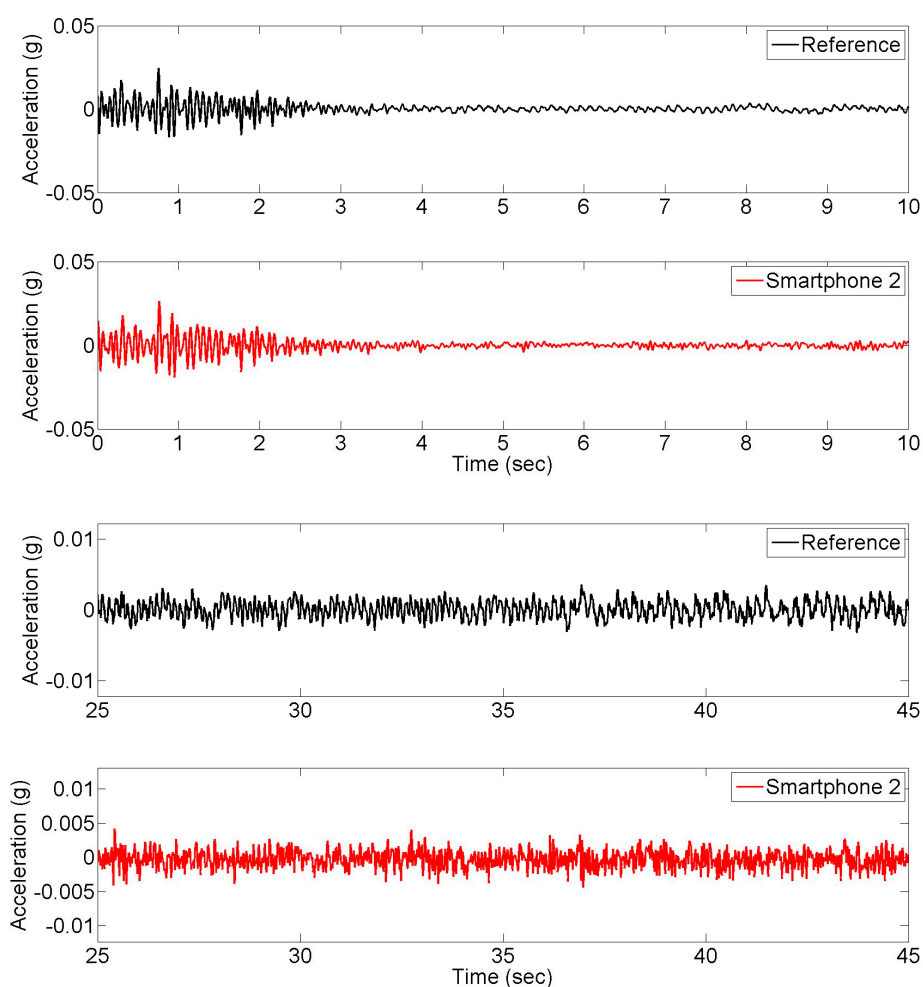 Acceleration (g)
0.05
0
-0.05
Reference
0 1 2 3 4 5 6 7 8 9 10
Acceleration (g)
0.05
0
-0.05
Smartphone 2
0 1 2 3 4 5 6 7 8 9 10
Time (sec)
Acceleration (g)
0.01
0
-0.01
Reference
25 30 35 40 45
Acceleration (g)
0.01
0.005
0
-0.005
-0.01
Smartphone 2
25 30 35 40 45
Time (sec)